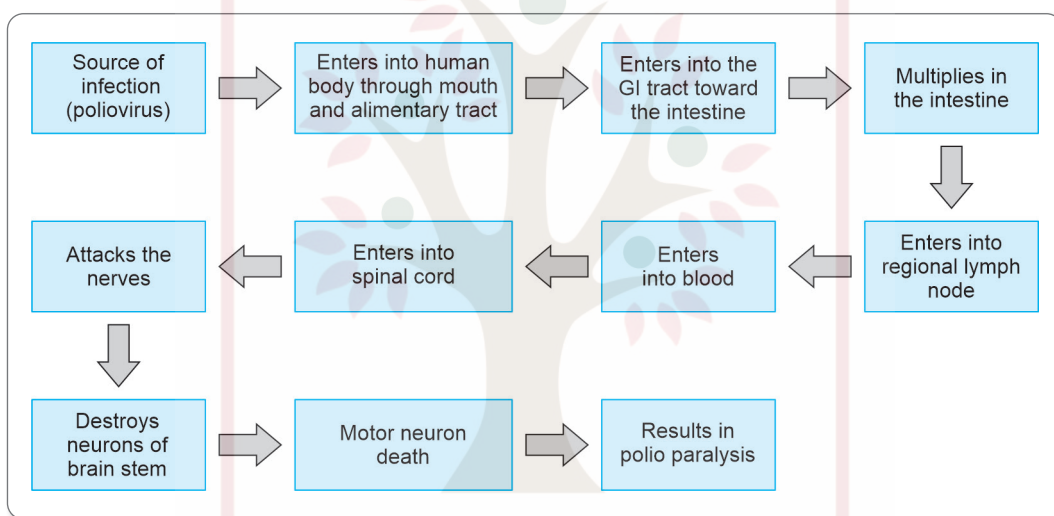 Source of
infection
(poliovirus)
Enters into human
body through mouth
and alimentary tract
Enters into the
GI tract toward
the intestine
Multiplies in
the intestine
Enters into
regional lymph
node
Enters
into blood
Enters into
spinal cord
Attacks the
nerves
Destroys
neurons of
brain stem
Motor neuron
death
Results in
polio paralysis